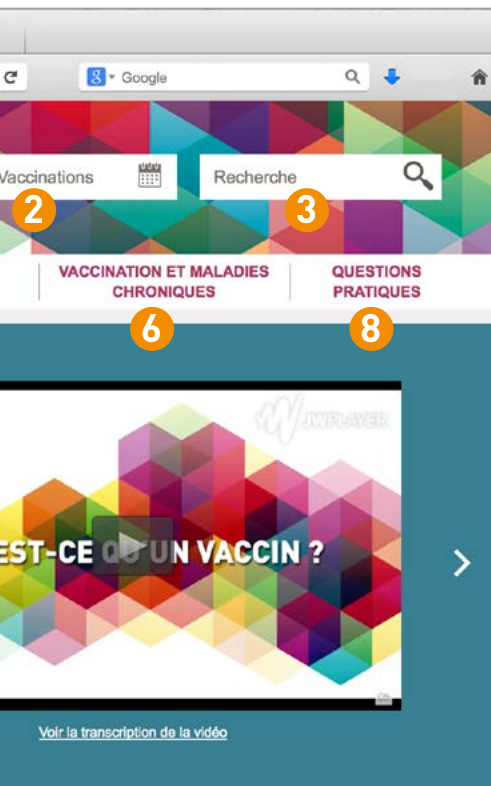 8 Google
Vaccinations
Recherche
2
3
VACCINATION ET MALADIES
CHRONIQUES
QUESTIONS
PRATIQUES
6
8
JWPLAYER
EST-CE QU'UN VACCIN ?
Voir la transcription de la vidéo